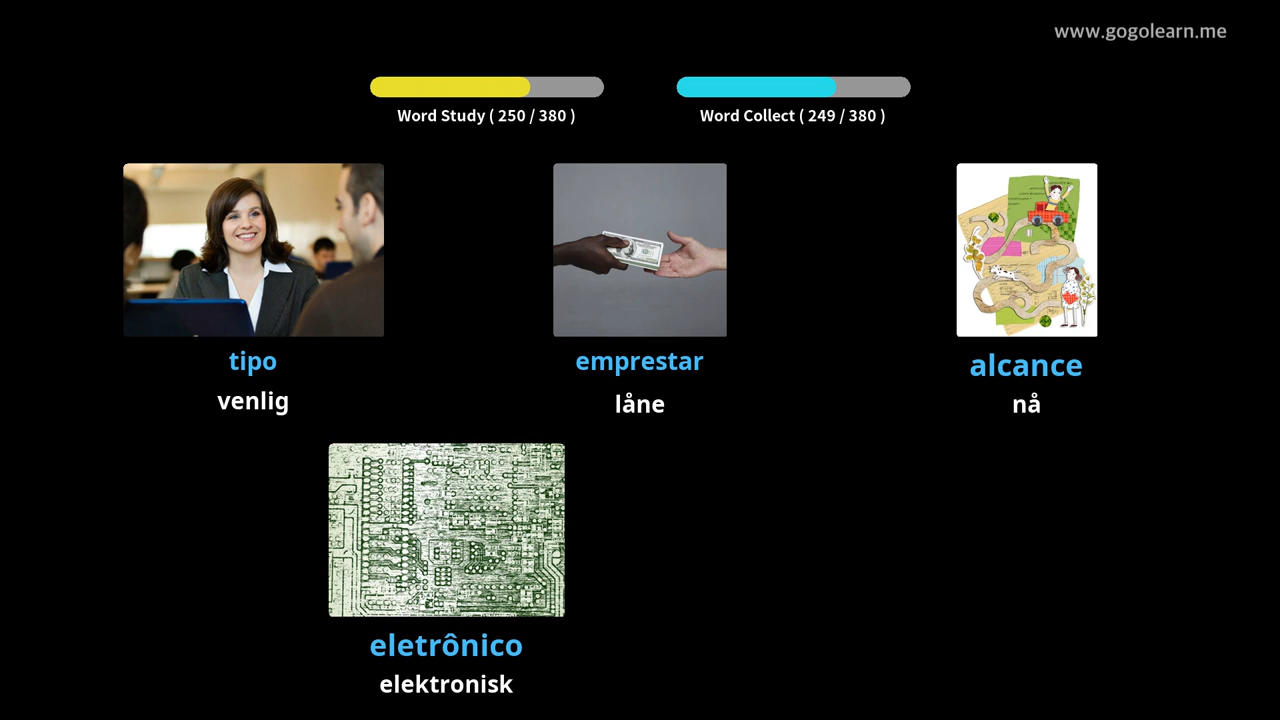 www.gogolearn.me
Word Study ( 250 / 380 )
Word Collect ( 249 / 380 )
tipo
venlig
emprestar
låne
alcance
nå
eletrônico
elektronisk